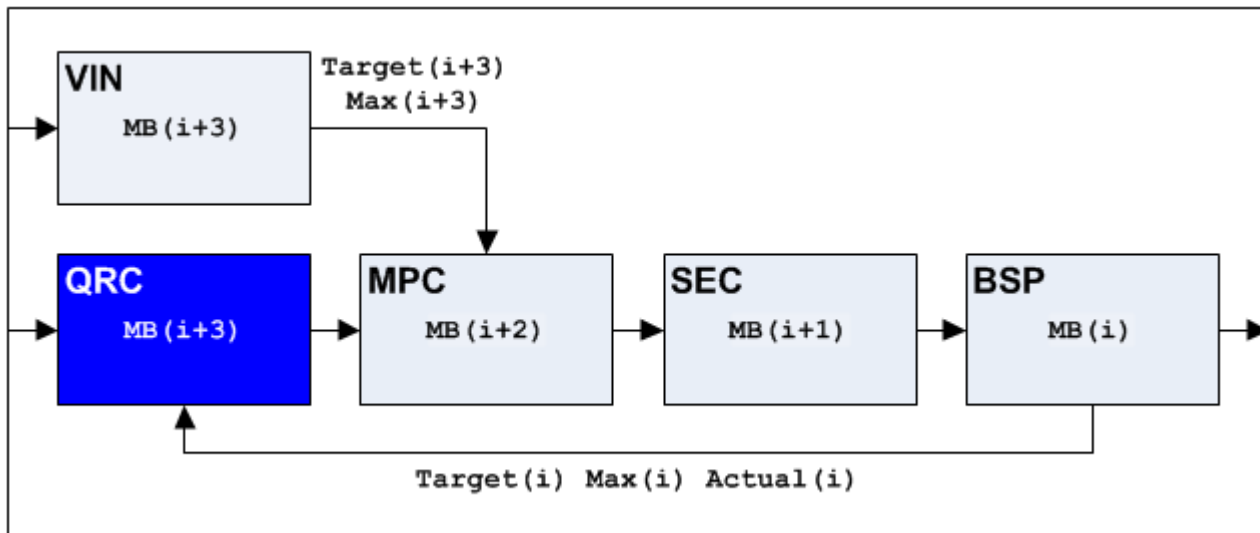 VIN
MB(i+3)
Target(i+3)
Max(i+3)
QRC
MB(i+3)
MPC
MB(i+2)
SEC
MB(i+1)
BSP
MB(i)
Target(i) Max(i) Actual(i)